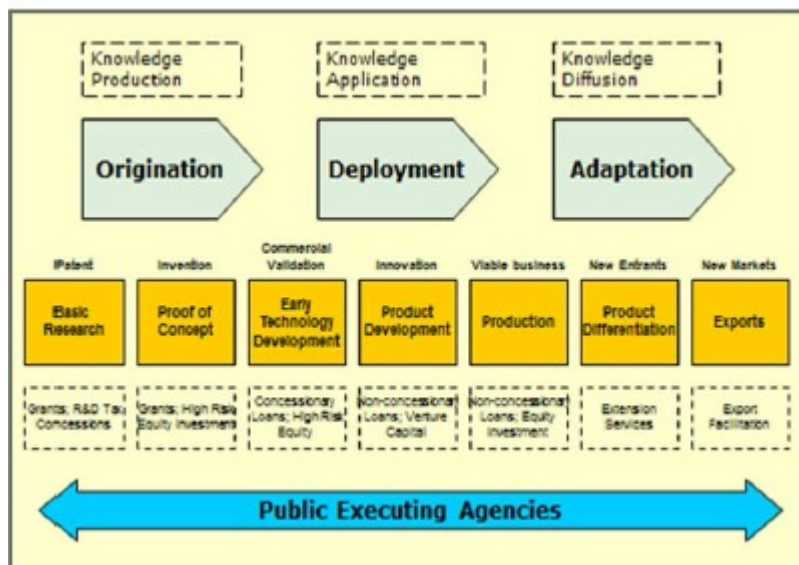 Knowledge
Production
Knowledge
Application
Knowledge
Diffusion
Origination
Deployment
Adaptation
Patent
Invention
Commercial
Validation
Innovation
Viable business
New Entrants
New Markets
Basic
Research
Proof of
Concept
Early
Technology
Development
Product
Development
Production
Product
Differentiation
Exports
Grants; R&D Tax
Concessions
Grants; High Risk
Equity Investment
Concessionary
Loans; High Risk
Equity
Non-concessionary
Loans; Venture
Capital
Non-concessionary
Loans; Equity
Investment
Extension
Services
Export
Facilitation
Public Executing Agencies